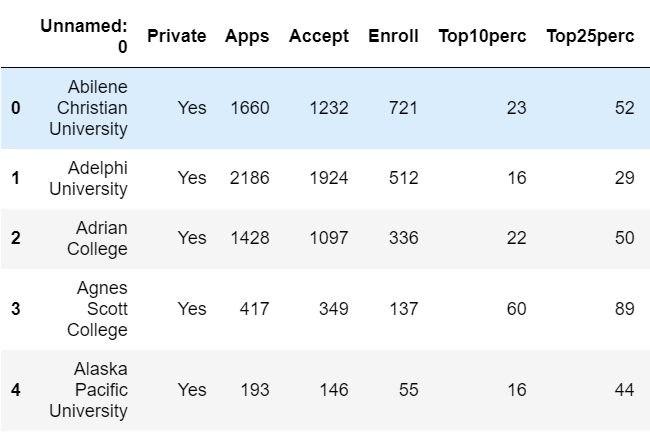 Unnamed: 0 Private Apps Accept Enroll Top10perc Top25perc
0 Abilene Christian University Yes 1660 1232 721 23 52
1 Adelphi University Yes 2186 1924 512 16 29
2 Adrian College Yes 1428 1097 336 22 50
3 Agnes Scott College Yes 417 349 137 60 89
4 Alaska Pacific University Yes 193 146 55 16 44